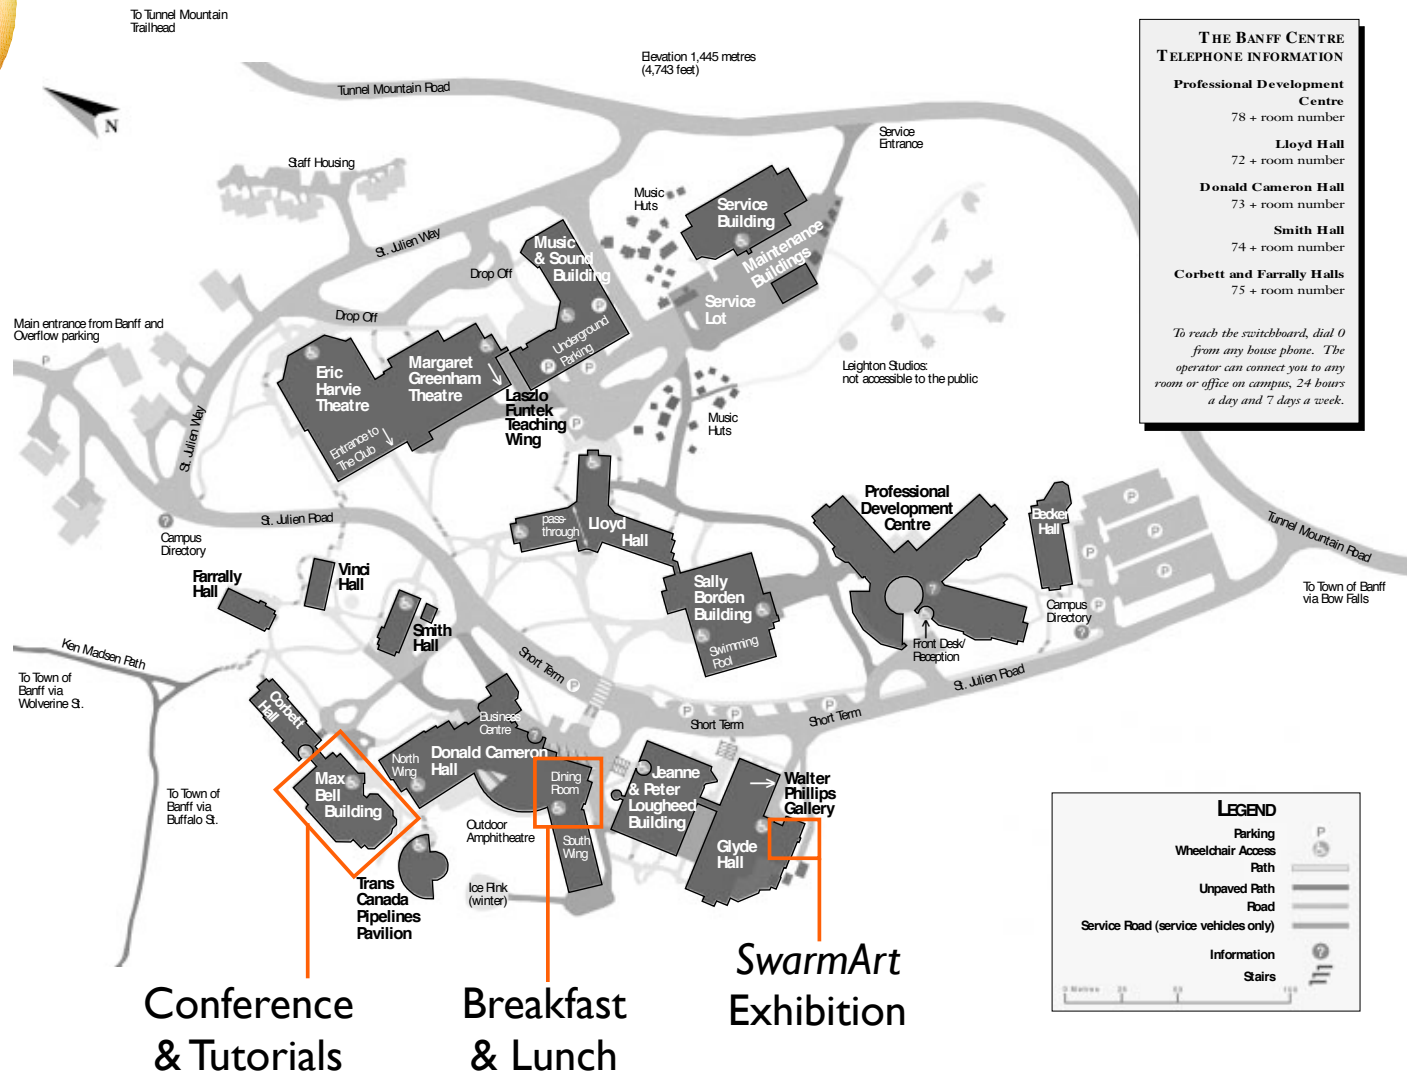 To Tunnel Mountain
Trailhead
Elevation 1,445 metres
(4,743 feet)
Tunnel Mountain Road
N
Service
Entrance
Staff Housing
Music
Huts
Service
Building
Maintenance
Buildings
Service
Lot
St. Julien Way
Drop Off
Music
& Sound
Building
P
Underground
Parking
P
P
Drop Off
Main entrance from Banff and
Overflow parking
P
Eric
Harvie
Theatre
Margaret
Greenham
Theatre
Entrance to
The Club
Laszlo
Funtek
Teaching
Wing
P
Music
Huts
Leighton Studios:
not accessible to the public
St. Julien Way
St. Julien Road
?
Campus
Directory
pass-
through
Lloyd
Hall
Professional
Development
Centre
?
Front Desk/
Reception
Becker
Hall
P
P
P
P
P
Campus
Directory
?
Tunnel Mountain Road
To Town of Banff
via Bow Falls
Farrally
Hall
Vinci
Hall
Smith
Hall
Sally
Borden
Building
Swimming
Pool
Ken Madsen Path
To Town of
Banff via
Wolverine St.
Short Term
P
P
P
P
Short Term
Short Term
St. Julien Road
Corbett
Hall
Business
Centre
?
North
Wing
Donald Cameron
Hall
Dining
Room
South
Wing
Max
Bell
Building
To Town of
Banff via
Buffalo St.
Outdoor
Amphitheatre
Trans
Canada
Pipelines
Pavilion
Ice Rink
(winter)
Jeanne
& Peter
Lougheed
Building
Glyde
Hall
Walter
Phillips
Gallery
Conference
& Tutorials
Breakfast
& Lunch
SwarmArt
Exhibition
THE BANFF CENTRE
TELEPHONE INFORMATION
Professional Development
Centre
78 + room number
Lloyd Hall
72 + room number
Donald Cameron Hall
73 + room number
Smith Hall
74 + room number
Corbett and Farrally Halls
75 + room number
To reach the switchboard, dial 0
from any house phone. The
operator can connect you to any
room or office on campus, 24 hours
a day and 7 days a week.
LEGEND
Parking P
Wheelchair Access
Path
Unpaved Path
Road
Service Road (service vehicles only)
Information ?
Stairs
0 Metres 25 50 100